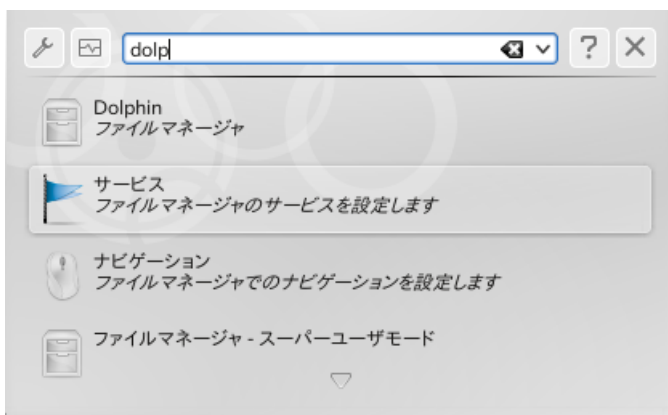 dolp
?
Dolphin
ファイルマネージャ
サービス
ファイルマネージャのサービスを設定します
ナビゲーション
ファイルマネージャでのナビゲーションを設定します
ファイルマネージャ - スーパーユーザモード